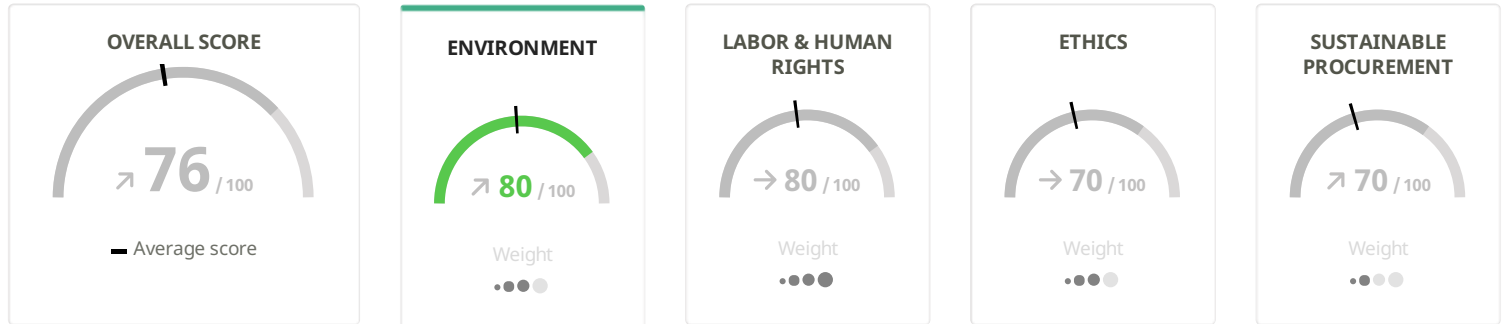 OVERALL SCORE
↗ 76 / 100
Average score
ENVIRONMENT
↗ 80 / 100
Weight
LABOR & HUMAN
RIGHTS
→ 80 / 100
Weight
ETHICS
→ 70 / 100
Weight
SUSTAINABLE
PROCUREMENT
↗ 70 / 100
Weight